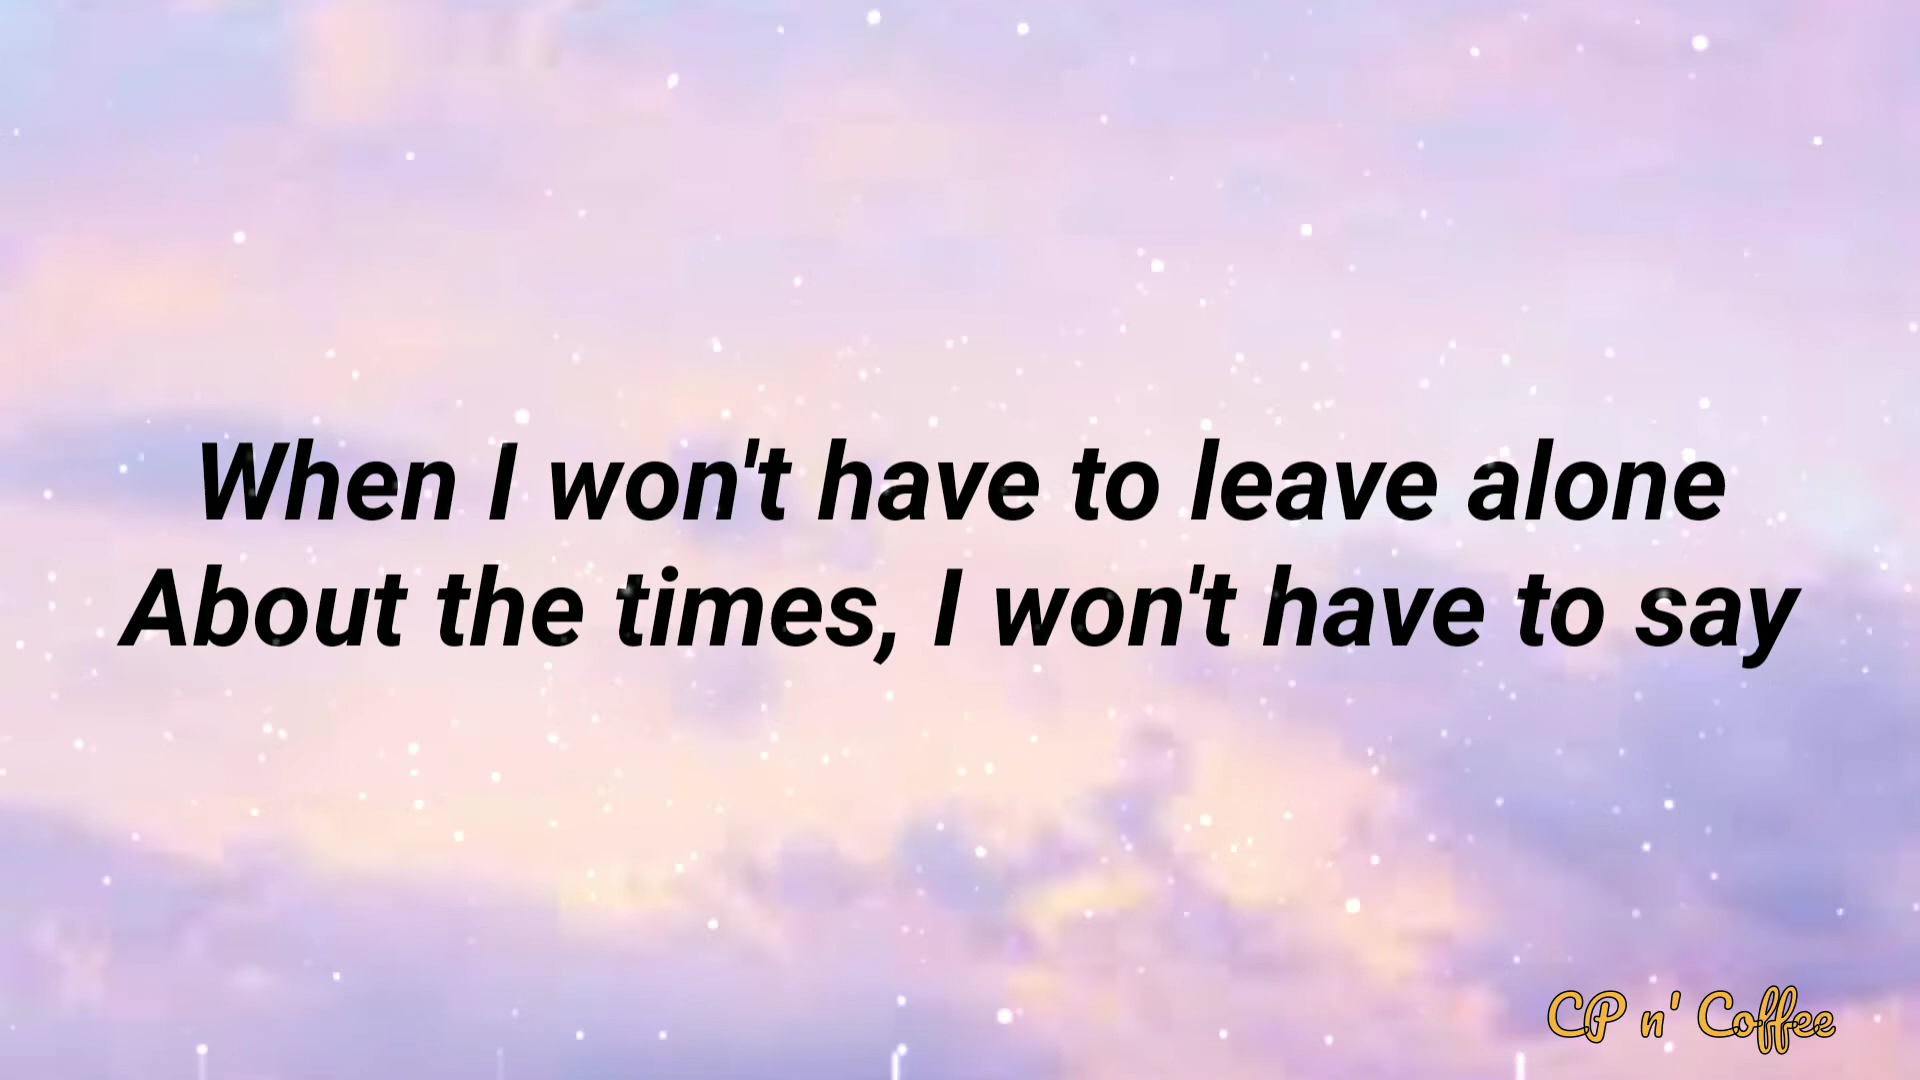 When I won't have to leave alone
About the times, I won't have to say
CP n' Coffee